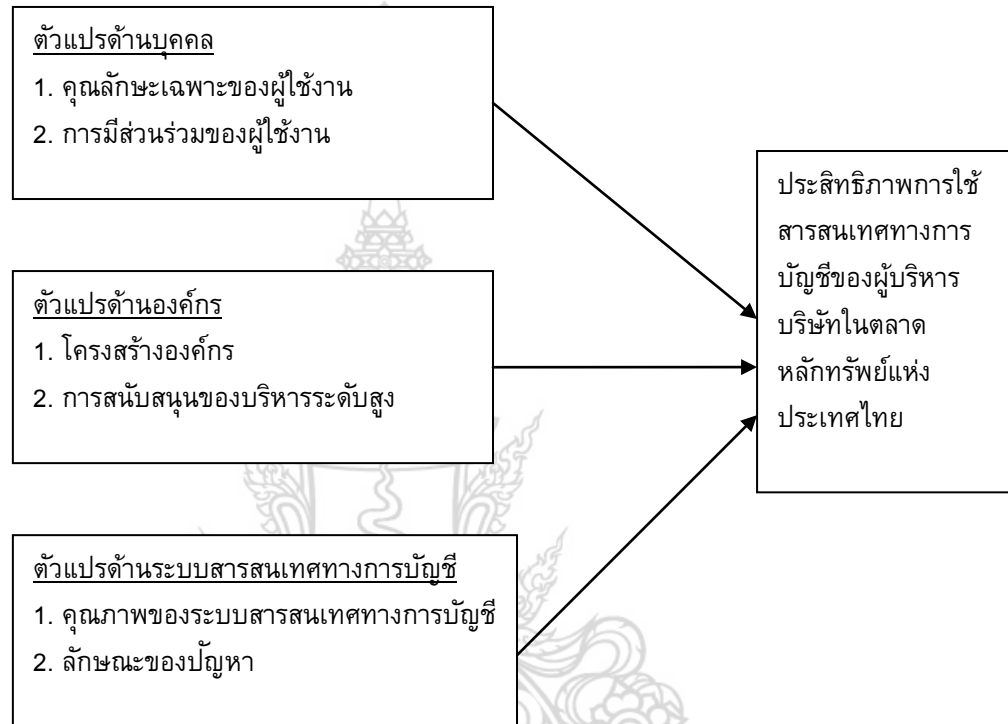 ตัวแปรด้านบุคคล
1. คุณลักษะเฉพาะของผู้ใช้งาน
2. การมีส่วนร่วมของผู้ใช้งาน
ตัวแปรด้านองค์กร
1. โครงสร้างองค์กร
2. การสนับสนุนของบริหารระดับสูง
ตัวแปรด้านระบบสารสนเทศทางการบัญชี
1. คุณภาพของระบบสารสนเทศทางการบัญชี
2. ลักษณะของปัญหา
ประสิทธิภาพการใช้
สารสนเทศทางการ
บัญชีของผู้บริหาร
บริษัทในตลาด
หลักทรัพย์แห่ง
ประเทศไทย